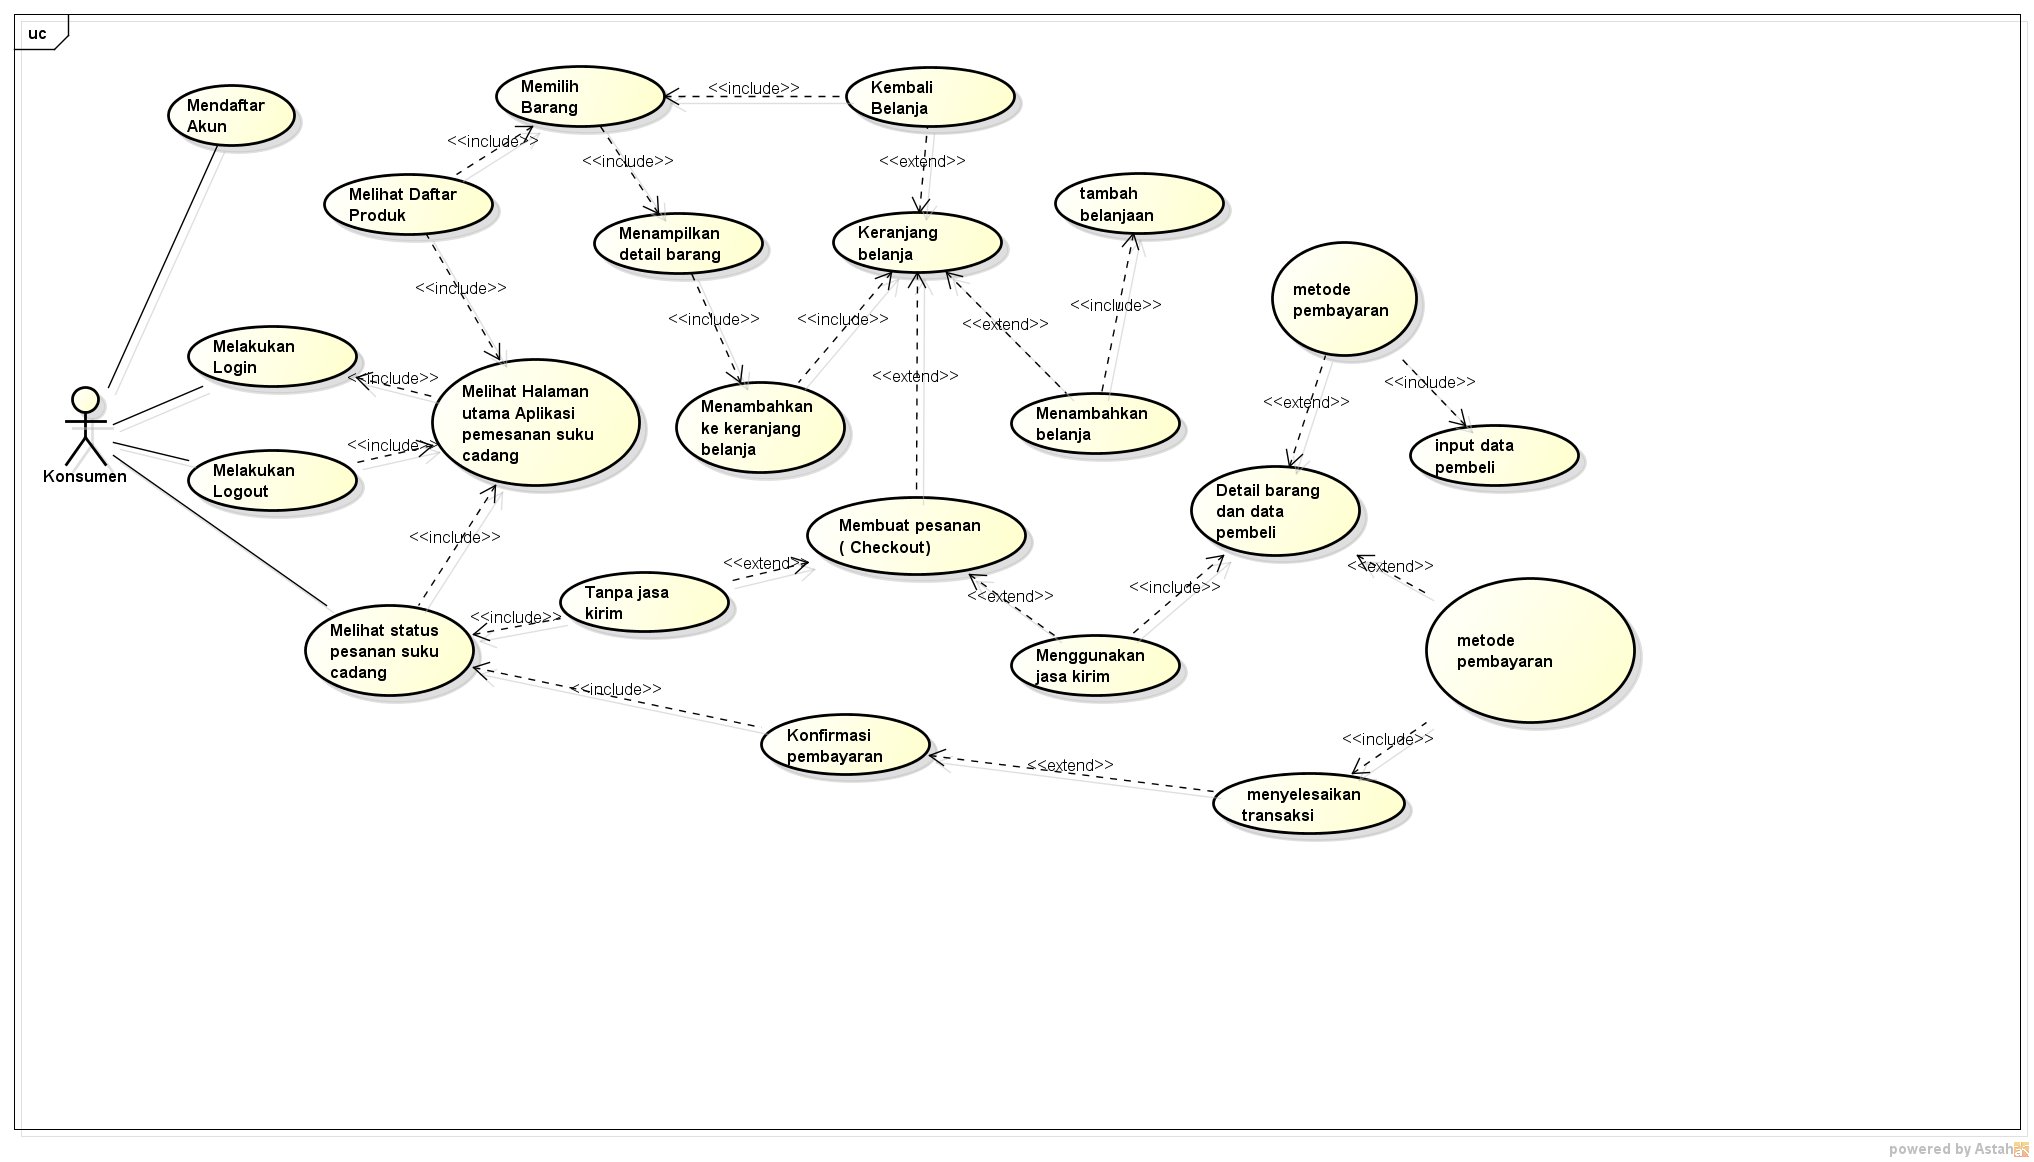 uc
Mendaftar
Akun
Memilih
Barang
<<include>>
Kembali
Belanja
<<include>>
<<include>>
<<extend>>
Melihat Daftar
Produk
tambah
belanjaan
Menampilkan
detail barang
Keranjang
belanja
<<include>>
metode
pembayaran
<<include>>
<<include>>
<<include>>
<<extend>>
Melakukan
Login
<<include>>
<<extend>>
<<include>>
Melihat Halaman
utama Aplikasi
pemesanan suku
cadang
Menambahkan
ke keranjang
belanja
Menambahkan
belanja
<<extend>>
input data
pembeli
<<include>>
Melakukan
Logout
Konsumen
Detail barang
dan data
pembeli
<<include>>
Membuat pesanan
( Checkout)
<<extend>>
<<extend>>
<<include>>
<<extend>>
Tanpa jasa
kirim
<<include>>
Melihat status
pesanan suku
cadang
Menggunakan
jasa kirim
metode
pembayaran
<<include>>
Konfirmasi
pembayaran
<<include>>
<<extend>>
menyelesaikan
transaksi
powered by Astah